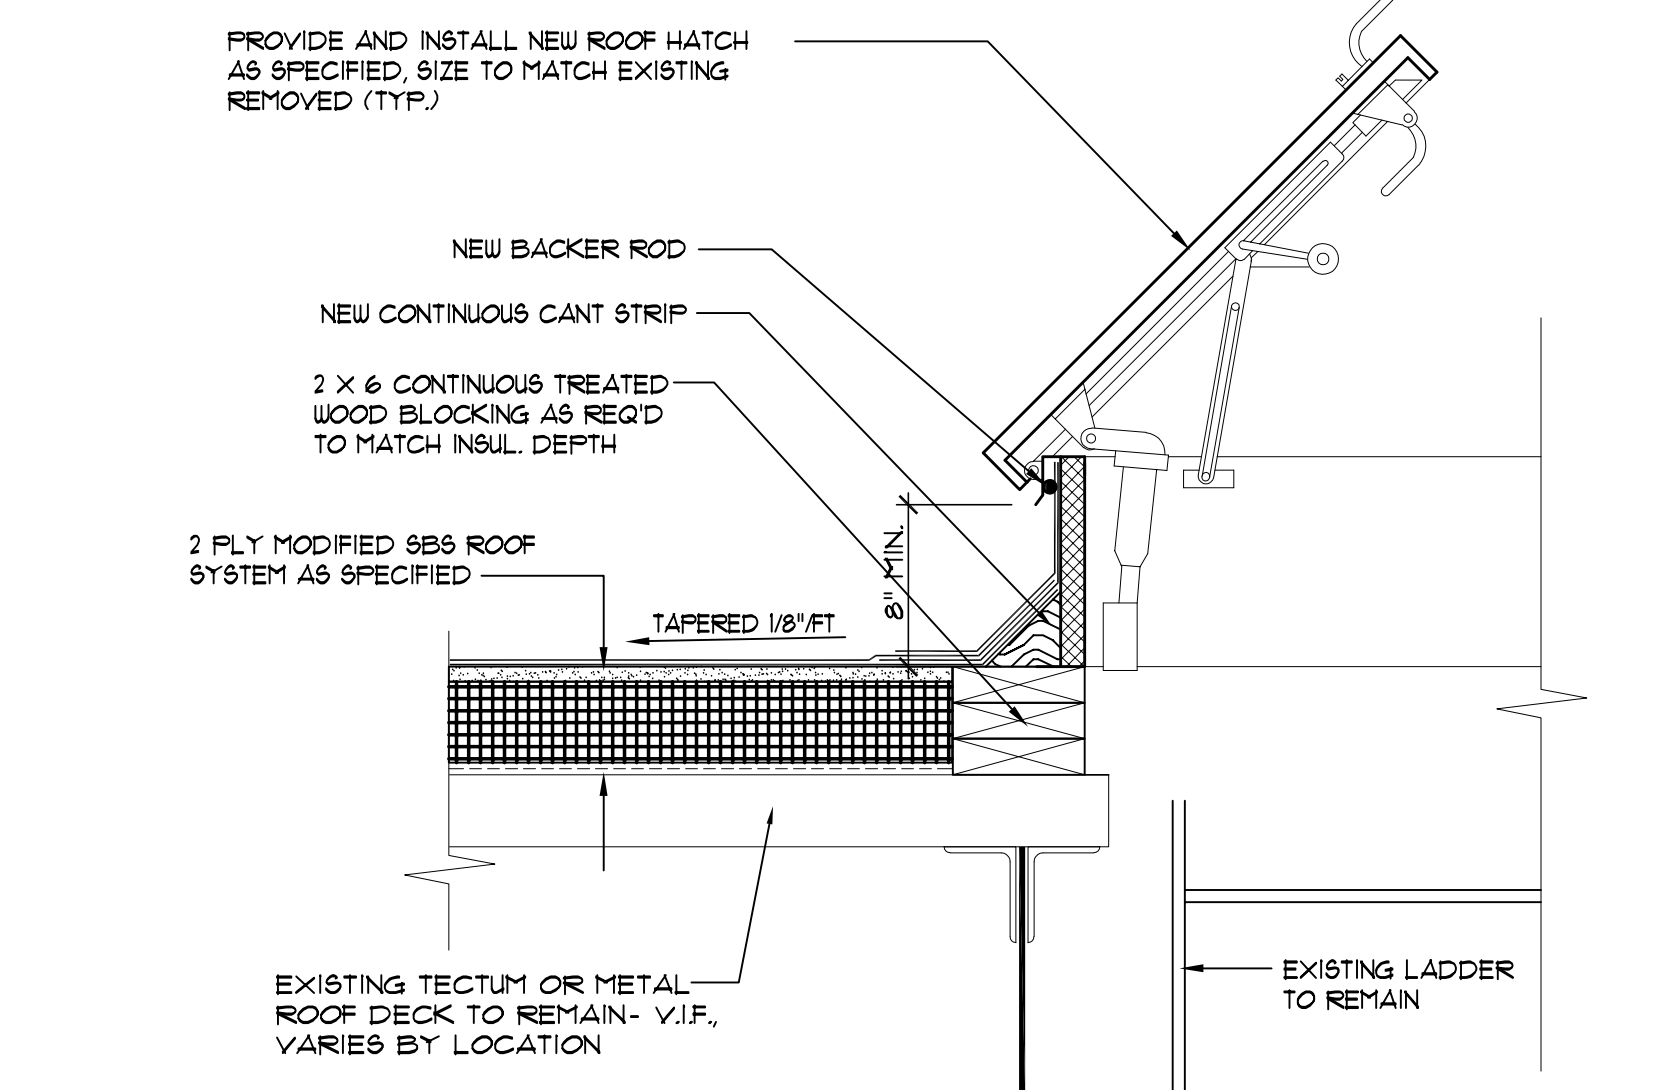 PROVIDE AND INSTALL NEW ROOF HATCH
AS SPECIFIED, SIZE TO MATCH EXISTING
REMOVED (TYP.)
NEW BACKER ROD
NEW CONTINUOUS CANT STRIP
2 X 6 CONTINUOUS TREATED
WOOD BLOCKING AS REQ'D
TO MATCH INSUL. DEPTH
2 PLY MODIFIED SBS ROOF
SYSTEM AS SPECIFIED
8" MIN.
TAPERED 1/8"/FT
EXISTING TECTUM OR METAL
ROOF DECK TO REMAIN- V.I.F.,
VARIES BY LOCATION
EXISTING LADDER
TO REMAIN